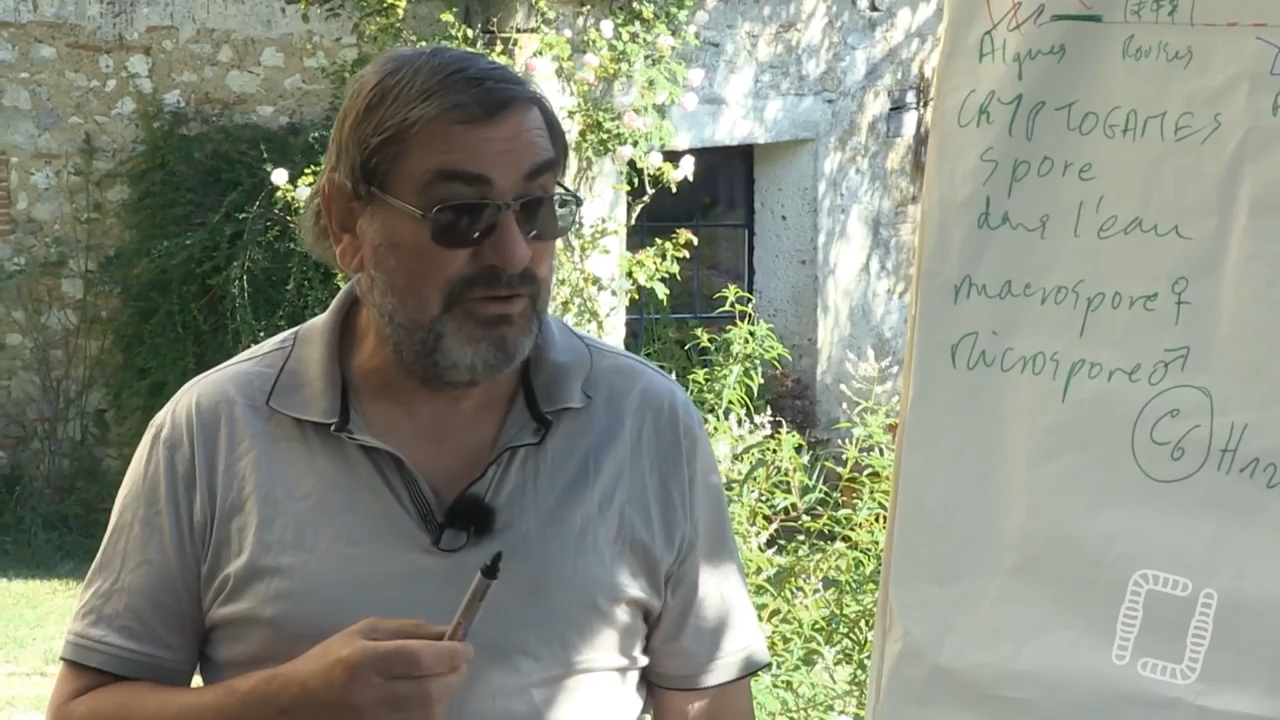 Algues Rouges
CRYPTOGAMES
Spore
dans l'eau
macrospore ♀
Microspore ♂
C6 H12